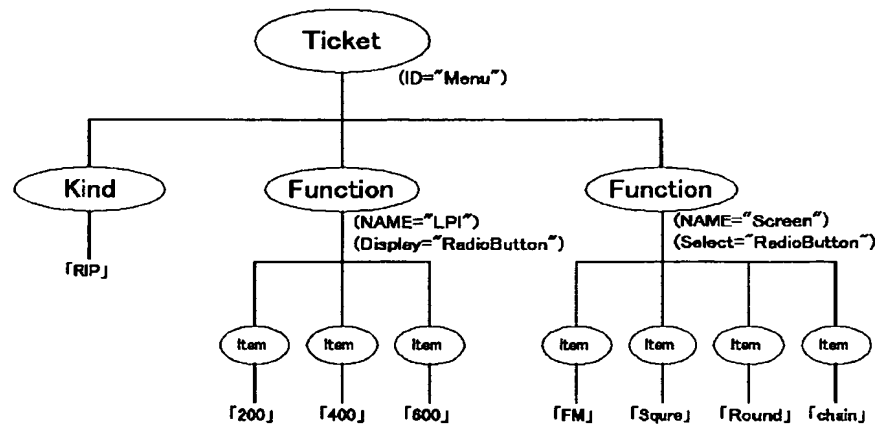 Ticket
(ID="Menu")
Kind
Function
Function
(NAME="LPI")
(Display="RadioButton")
(NAME="Screen")
(Select="RadioButton")
「RIP」
Item
Item
Item
Item
Item
Item
Item
「200」
「400」
「600」
「FM」
「Squre」
「Round」
「chain」